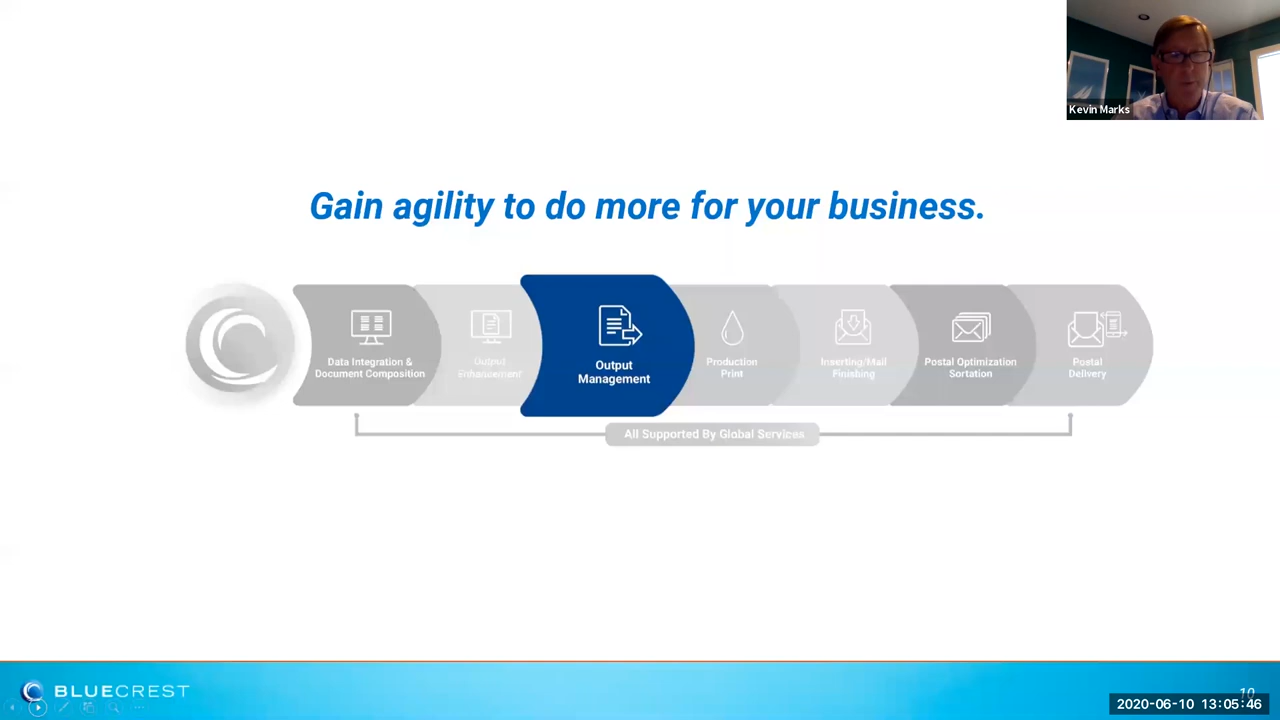 Kevin Marks
Gain agility to do more for your business.
Data Integration &
Document Composition
Output
Enhancement
Output
Management
Production
Print
Inserting/Mail
Finishing
Postal Optimization
Sortation
Postal
Delivery
All Supported By Global Services
BLUECREST
10
2020-06-10 13:05:46